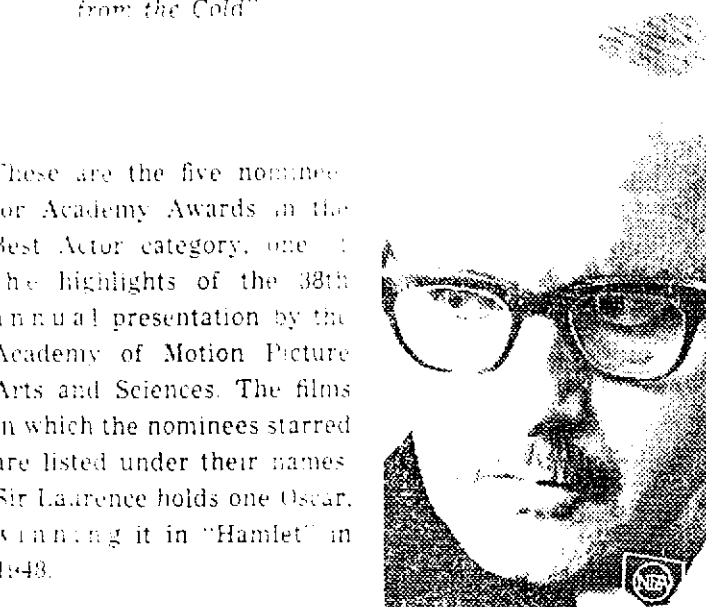 from the Cold"
These are the five nominees
for Academy Awards in the
Best Actor category, one of
the highlights of the 38th
annual presentation by the
Academy of Motion Picture
Arts and Sciences. The films
in which the nominees starred
are listed under their names.
Sir Laurence holds one Oscar,
winning it in "Hamlet" in
1948.
NEA